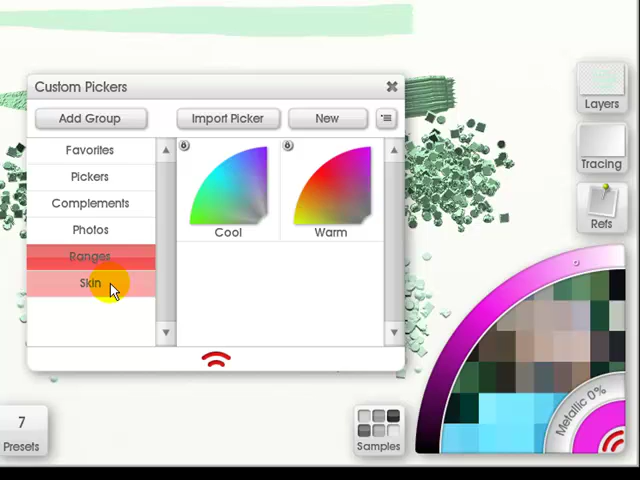 Custom Pickers
Add Group
Import Picker
New
Favorites
Pickers
Complements
Photos
Ranges
Skin
Cool
Warm
Layers
Tracing
Refs
Metallic 0%
7
Presets
Samples